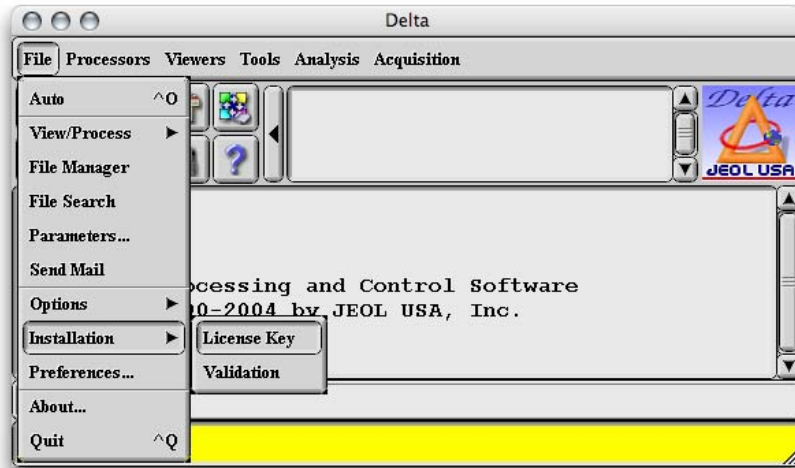 Delta
File Processors Viewers Tools Analysis Acquisition
Auto ^O
View/Process
File Manager
File Search
Parameters...
Send Mail
Options
Installation
Preferences...
About...
Quit ^Q
License Key
Validation
?
Delta
JEOL USA
ocessing and Control Software
0-2004 by JEOL USA, Inc.